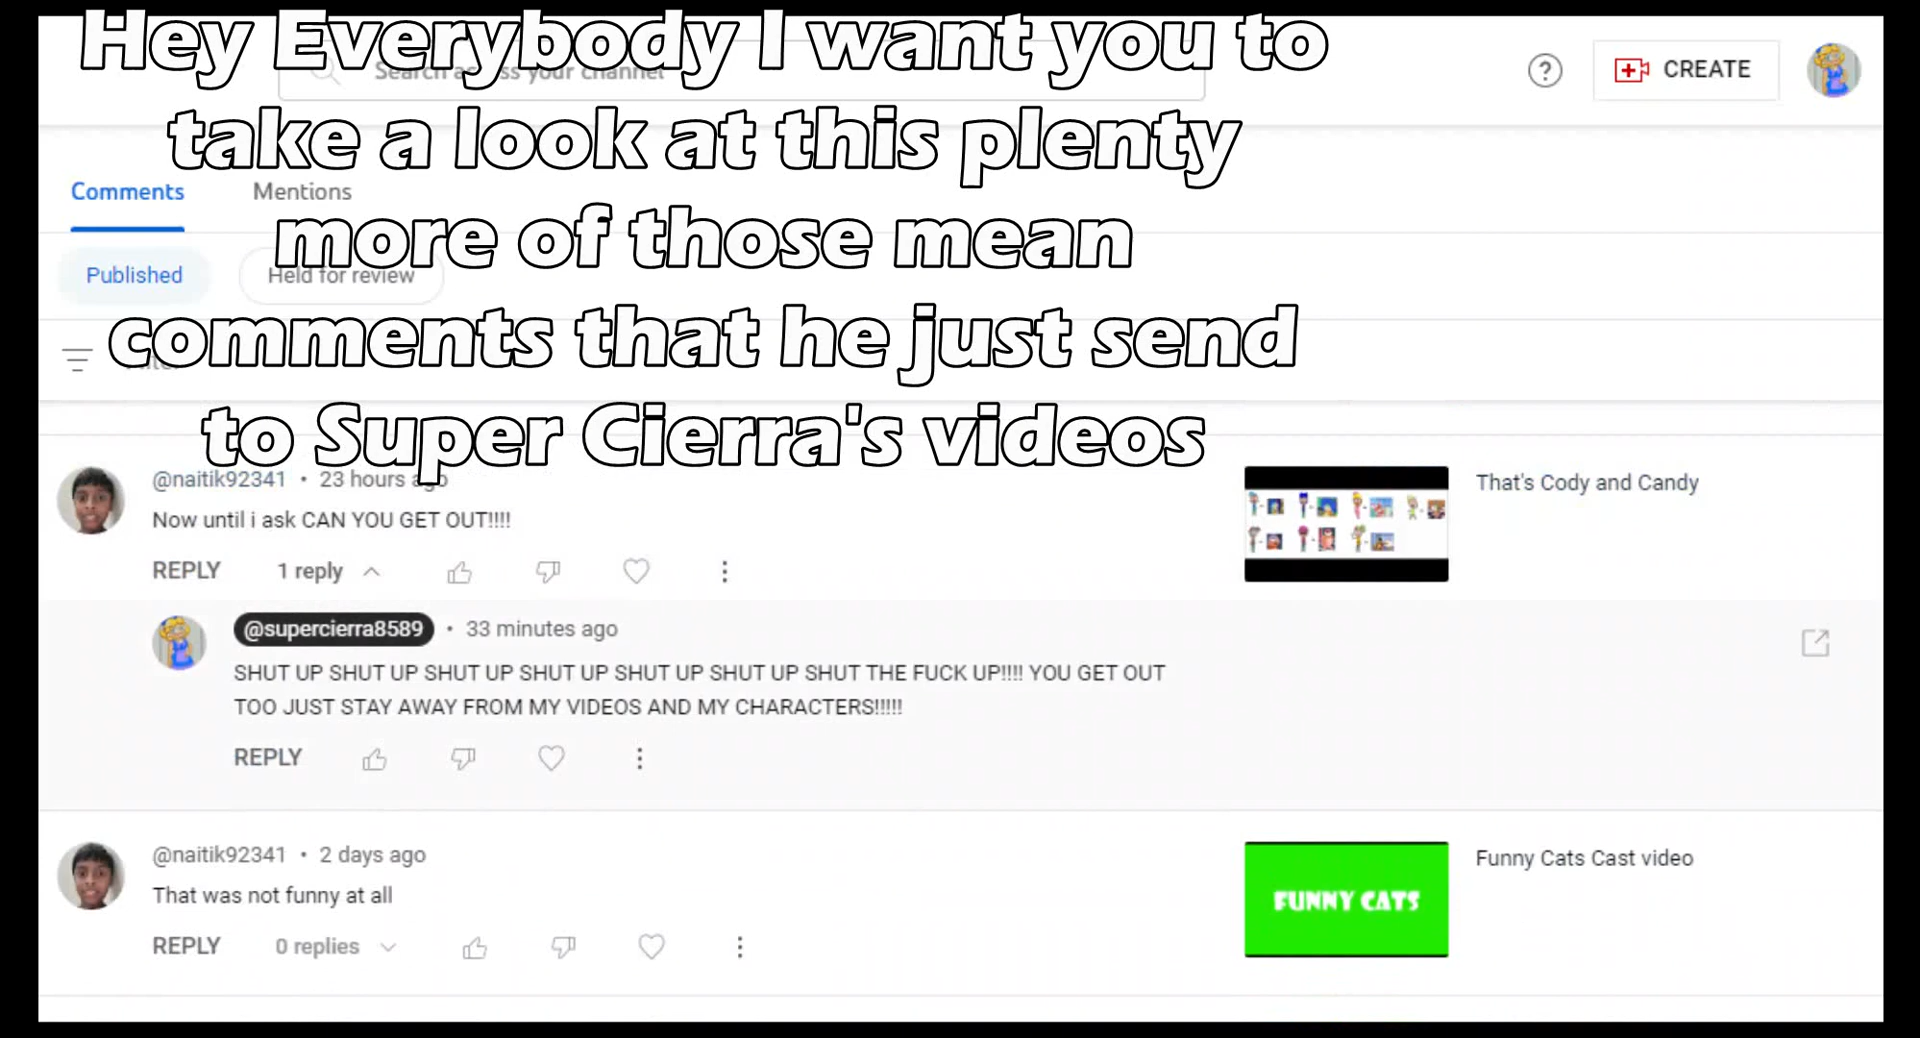 Hey Everybody I want you to
take a look at this plenty
more of those mean
comments that he just send
to Super Cierra's videos
Search across your channel
CREATE
Comments Mentions
Published Held for review
Filter
@naitik92341 • 23 hours ago
Now until i ask CAN YOU GET OUT!!!!
REPLY 1 reply
That's Cody and Candy
@supercierra8589 • 33 minutes ago
SHUT UP SHUT UP SHUT UP SHUT UP SHUT UP SHUT UP SHUT THE FUCK UP!!!! YOU GET OUT
TOO JUST STAY AWAY FROM MY VIDEOS AND MY CHARACTERS!!!!!
REPLY
@naitik92341 • 2 days ago
That was not funny at all
REPLY 0 replies
FUNNY CATS
Funny Cats Cast video